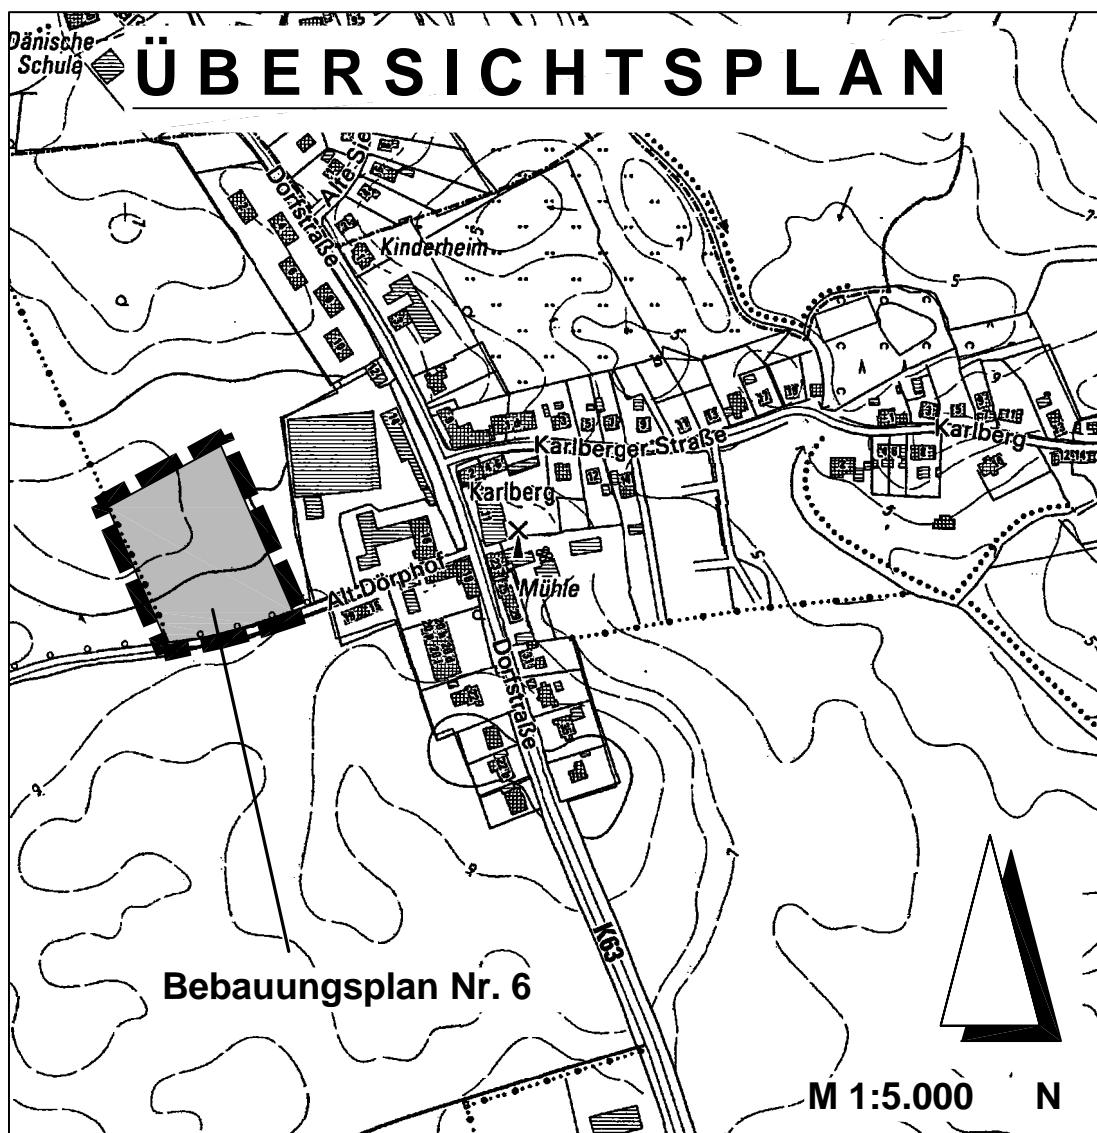 Dänische
Schule
ÜBERSICHTSPLAN
Dorfstraße
Alte-Sie
Kinderheim
Karlberger Straße
Karlberg
Karlberg
Alt Dörphof
Mühle
Dorfstraße
K63
Bebauungsplan Nr. 6
M 1:5.000
N